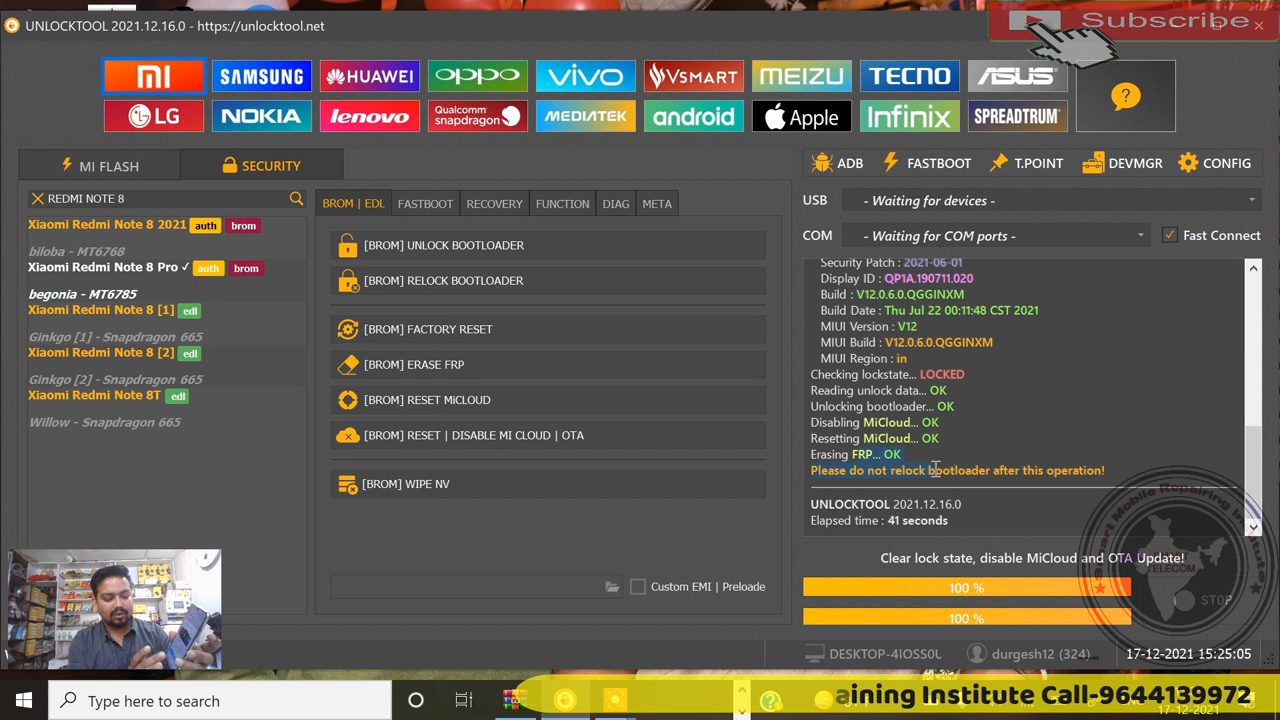 UNLOCKTOOL 2021.12.16.0 - https://unlocktool.net
Subscribe
MI
SAMSUNG
HUAWEI
OPPO
VIVO
VSMART
MEIZU
TECNO
ASUS
LG
NOKIA
lenovo
Qualcomm
snapdragon
MEDIATEK
android
Apple
Infinix
SPREADTRUM
?
MI FLASH
SECURITY
ADB
FASTBOOT
T.POINT
DEVMGR
CONFIG
REDMI NOTE 8
BROM | EDL
FASTBOOT
RECOVERY
FUNCTION
DIAG
META
USB
- Waiting for devices -
COM
- Waiting for COM ports -
Fast Connect
Xiaomi Redmi Note 8 2021 auth brom
biloba - MT6768
Xiaomi Redmi Note 8 Pro ✓ auth brom
begonia - MT6785
Xiaomi Redmi Note 8 [1] edl
Ginkgo [1] - Snapdragon 665
Xiaomi Redmi Note 8 [2] edl
Ginkgo [2] - Snapdragon 665
Xiaomi Redmi Note 8T edl
Willow - Snapdragon 665
[BROM] UNLOCK BOOTLOADER
[BROM] RELOCK BOOTLOADER
[BROM] FACTORY RESET
[BROM] ERASE FRP
[BROM] RESET MiCLOUD
[BROM] RESET | DISABLE MI CLOUD | OTA
[BROM] WIPE NV
Custom EMI | Preloade
Security Patch : 2021-06-01
Display ID : QP1A.190711.020
Build : V12.0.6.0.QGGINXM
Build Date : Thu Jul 22 00:11:48 CST 2021
MIUI Version : V12
MIUI Build : V12.0.6.0.QGGINXM
MIUI Region : in
Checking lockstate... LOCKED
Reading unlock data... OK
Unlocking bootloader... OK
Disabling MiCloud... OK
Resetting MiCloud... OK
Erasing FRP... OK
Please do not relock bootloader after this operation!
UNLOCKTOOL 2021.12.16.0
Elapsed time : 41 seconds
Clear lock state, disable MiCloud and OTA Update!
100 %
STOP
100 %
TELECOM
Smart Mobile Repairing Institute
DESKTOP-4IOSS0U
durgesh12 (324)
17-12-2021 15:25:05
Type here to search
aining Institute Call-9644139972
17-12-2021